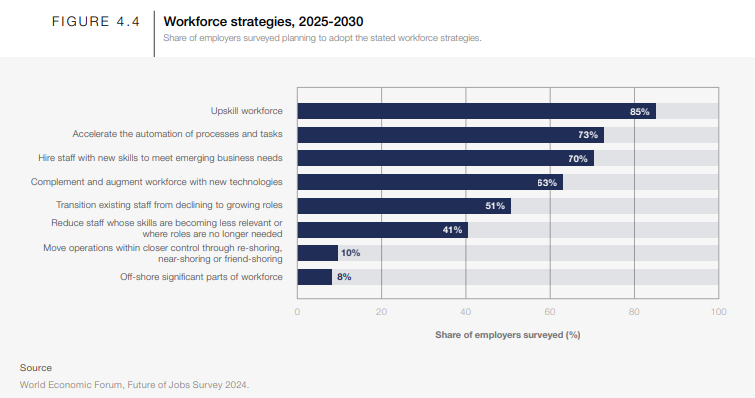 FIGURE 4.4
Workforce strategies, 2025-2030
Share of employers surveyed planning to adopt the stated workforce strategies.
Upskill workforce
85%
Accelerate the automation of processes and tasks
73%
Hire staff with new skills to meet emerging business needs
70%
Complement and augment workforce with new technologies
63%
Transition existing staff from declining to growing roles
51%
Reduce staff whose skills are becoming less relevant or
where roles are no longer needed
41%
Move operations within closer control through re-shoring,
near-shoring or friend-shoring
10%
Off-shore significant parts of workforce
8%
0 20 40 60 80 100
Share of employers surveyed (%)
Source
World Economic Forum, Future of Jobs Survey 2024.